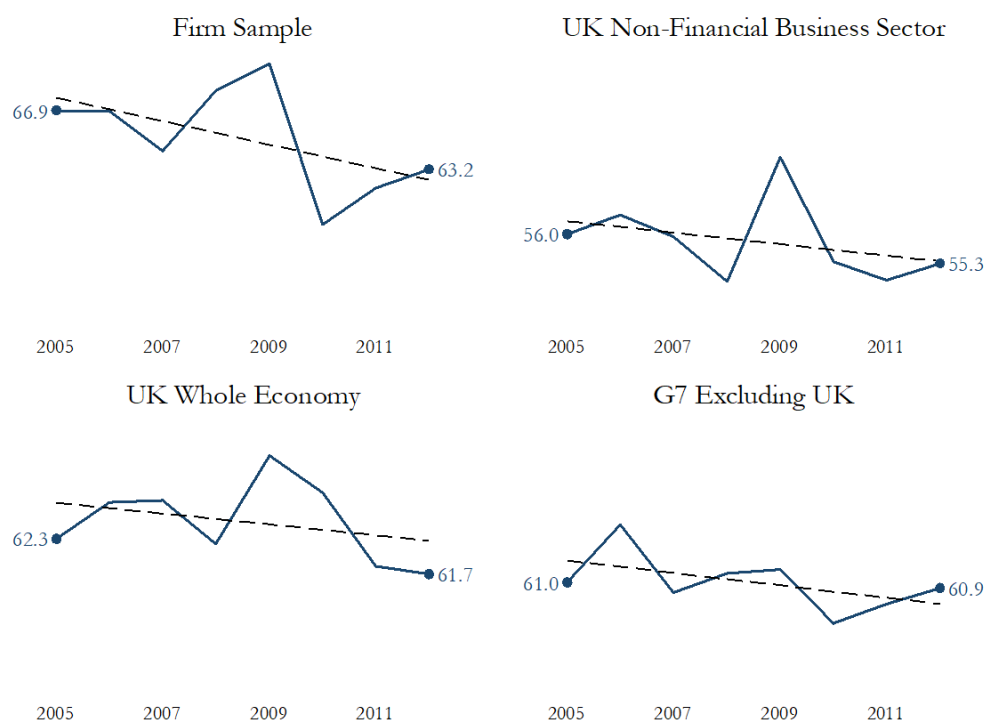 Firm Sample
66.9
63.2
2005 2007 2009 2011
UK Non-Financial Business Sector
56.0
55.3
2005 2007 2009 2011
UK Whole Economy
62.3
61.7
2005 2007 2009 2011
G7 Excluding UK
61.0
60.9
2005 2007 2009 2011